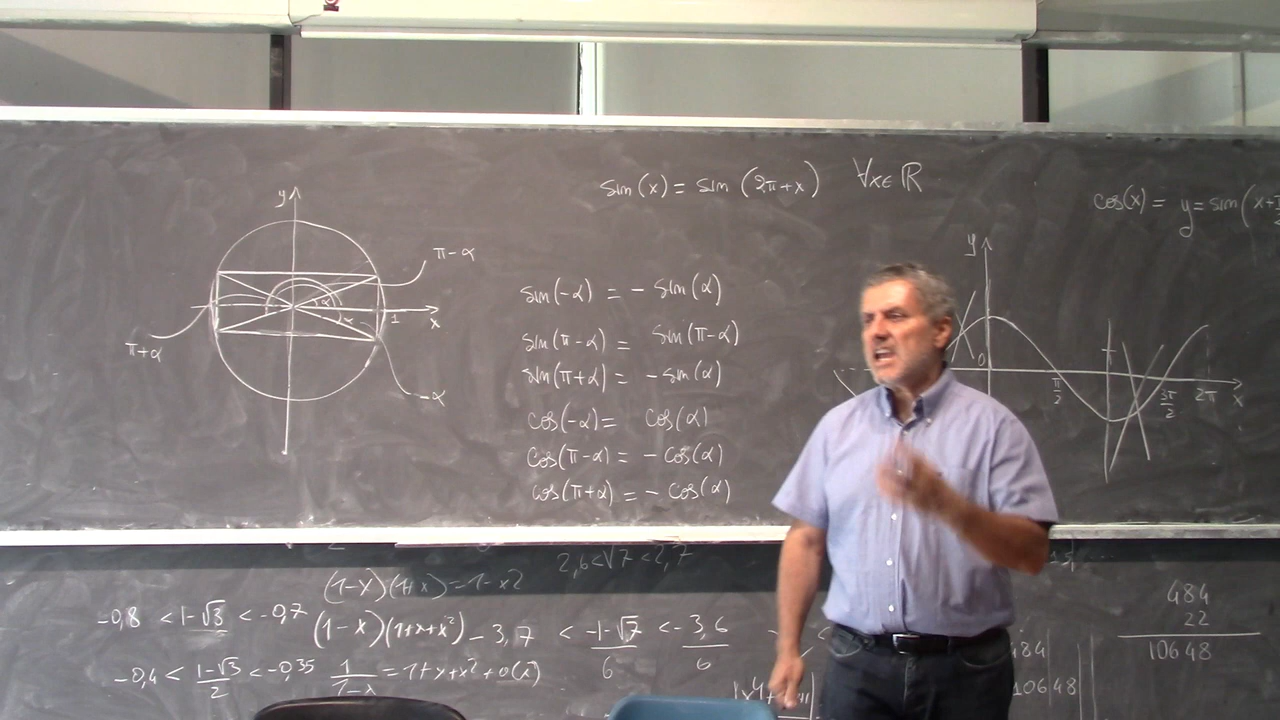 sin(x) = sin(2π+x) ∀x∈ℝ
cos(x) = y = sin(x+
y
π-α
π+α
α
1
x
-α
sin(-α) = - sin(α)
sin(π-α) = sin(π-α)
sin(π+α) = -sin(α)
cos(-α) = cos(α)
cos(π-α) = - cos(α)
cos(π+α) = - cos(α)
y
0
π/2
3π/2
2π
x
2,6<√7<2,7
(1-x)(1+x)=1-x2
-0,8 < 1-√3 < -0,7
(1-x)(1+x+x²)
-3,7/6 < -1-√7/6 < -3,6/6
-0,4 < 1-√3/2 < -0,35
1/1-x = 1+x+x²+o(x)
484
22
10648
484
10648